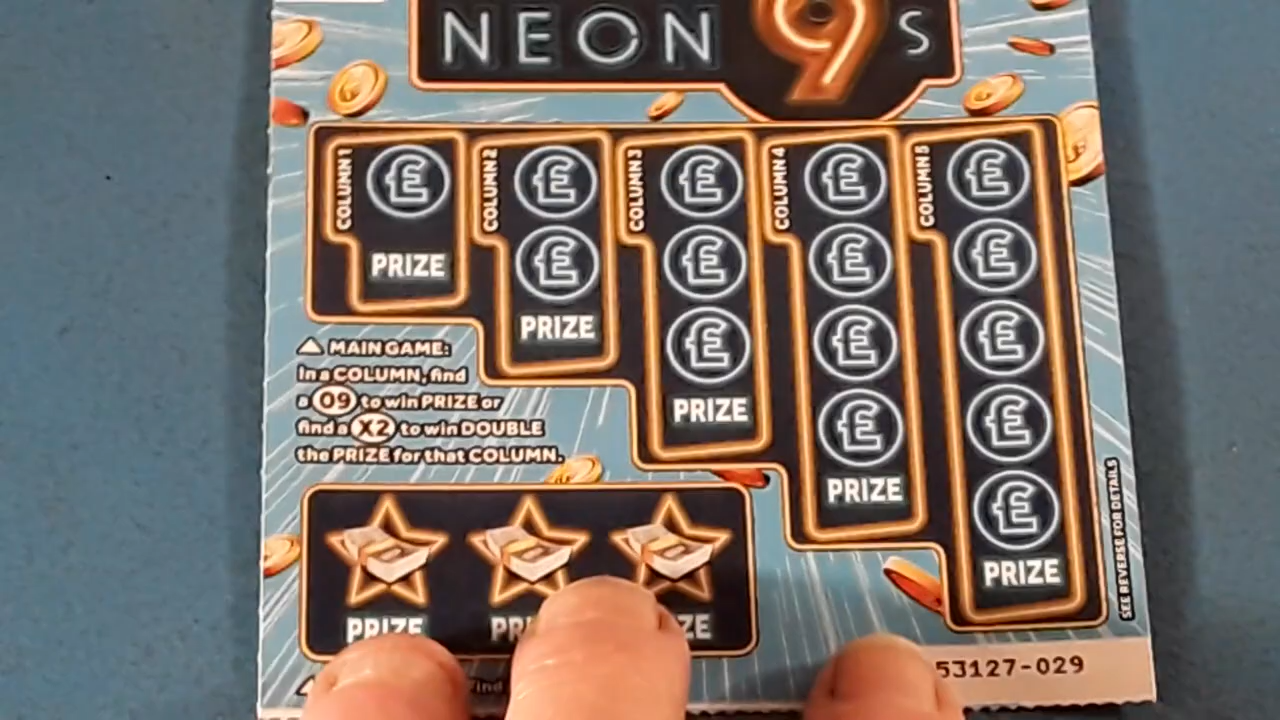 NEON 9s
COLUMN 1
£
PRIZE
COLUMN 2
£
£
PRIZE
COLUMN 3
£
£
£
PRIZE
COLUMN 4
£
£
£
£
PRIZE
COLUMN 5
£
£
£
£
£
PRIZE
MAIN GAME:
In a COLUMN, find
a 09 to win PRIZE or
find a X2 to win DOUBLE
the PRIZE for that COLUMN.
PRIZE
SEE REVERSE FOR DETAILS
53127-029